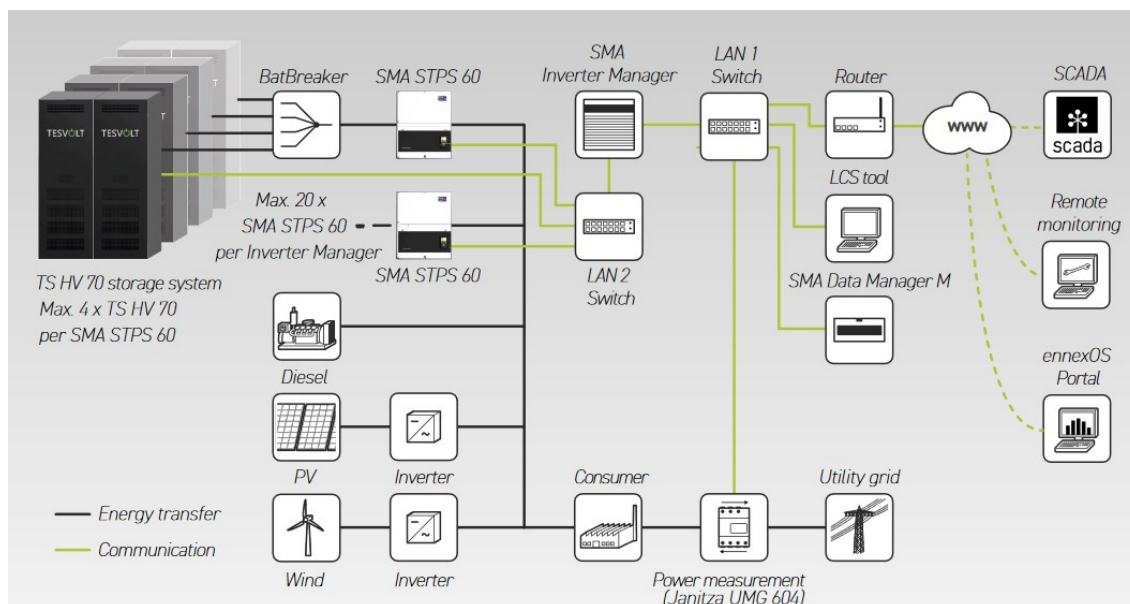 BatBreaker
SMA STPS 60
SMA
Inverter Manager
LAN 1
Switch
Router
SCADA
TESVOLT
TESVOLT
www
scada
LCS tool
Max. 20 x
SMA STPS 60
per Inverter Manager
SMA STPS 60
LAN 2
Switch
Remote
monitoring
SMA Data Manager M
TS HV 70 storage system
Max. 4 x TS HV 70
per SMA STPS 60
Diesel
ennexOS
Portal
PV
Inverter
Consumer
Utility grid
Energy transfer
Communication
Wind
Inverter
Power measurement
(Janitza UMG 604)